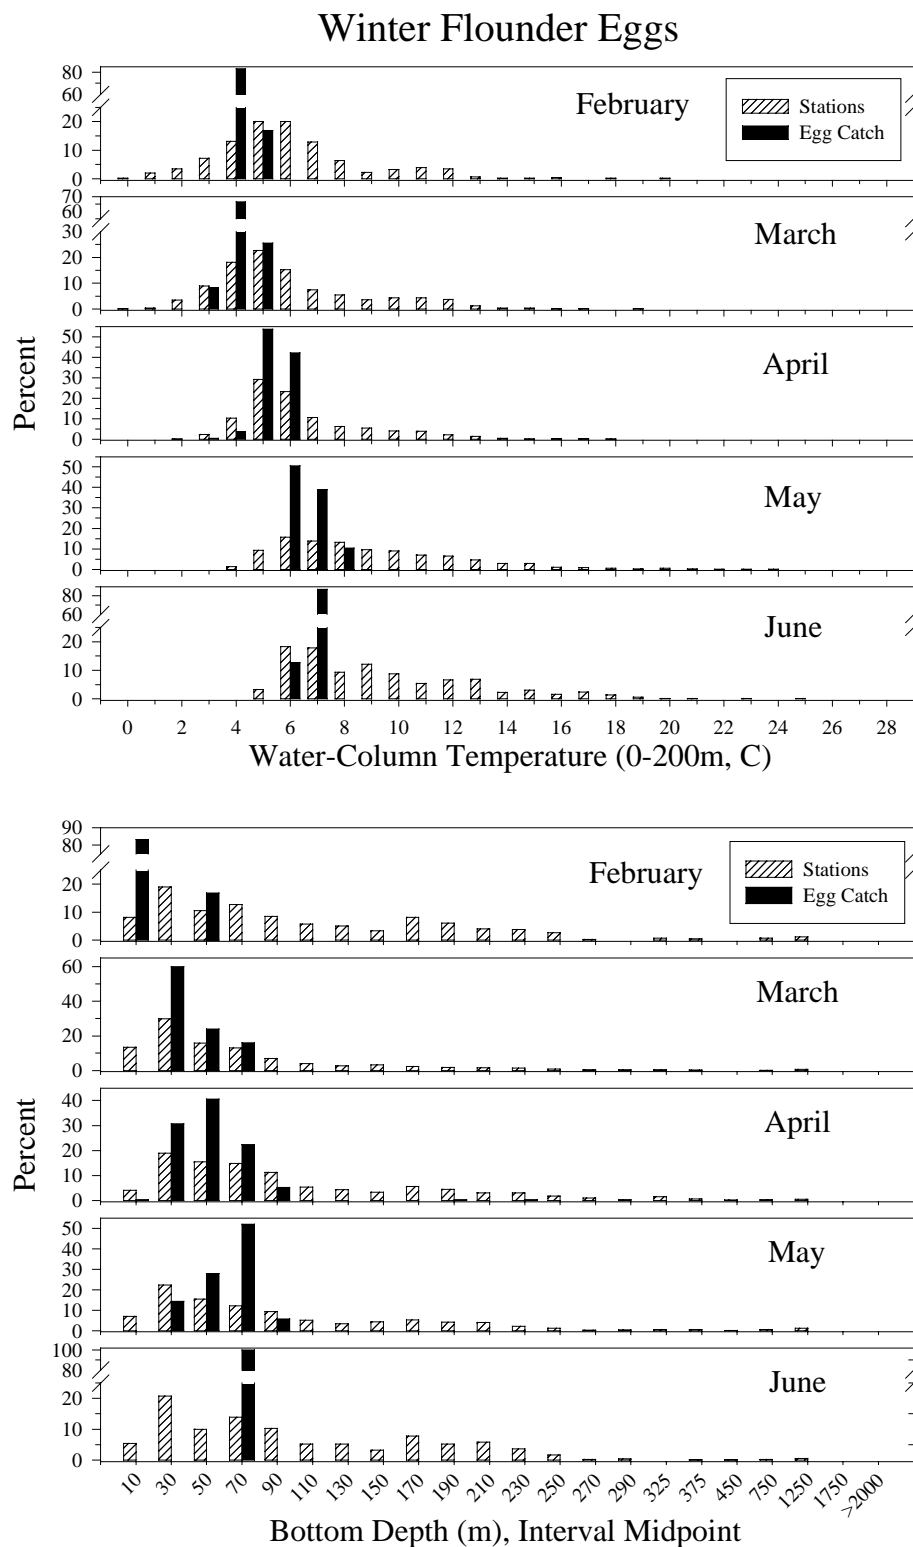 Winter Flounder Eggs
80
60
20
10
0
February
Stations
Egg Catch
70
60
30
20
10
0
March
50
40
30
20
10
0
April
50
40
30
20
10
0
May
80
60
20
10
0
June
Percent
0 2 4 6 8 10 12 14 16 18 20 22 24 26 28
Water-Column Temperature (0-200m, C)
90
80
20
10
0
February
Stations
Egg Catch
60
40
20
0
March
40
30
20
10
0
April
50
40
30
20
10
0
May
100
80
20
10
0
June
Percent
10 30 50 70 90 110 130 150 170 190 210 230 250 270 290 325 375 450 750 1250 1750 >2000
Bottom Depth (m), Interval Midpoint